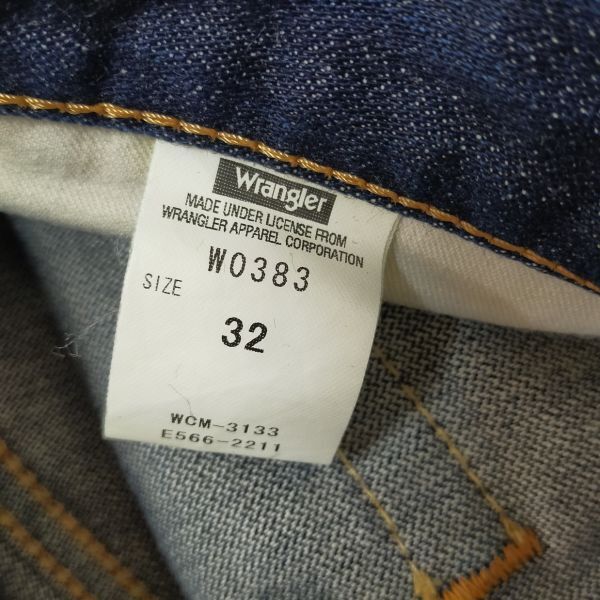 Wrangler
MADE UNDER LICENSE FROM
WRANGLER APPAREL CORPORATION
W0383
SIZE
32
WCM-3133
E566-2211